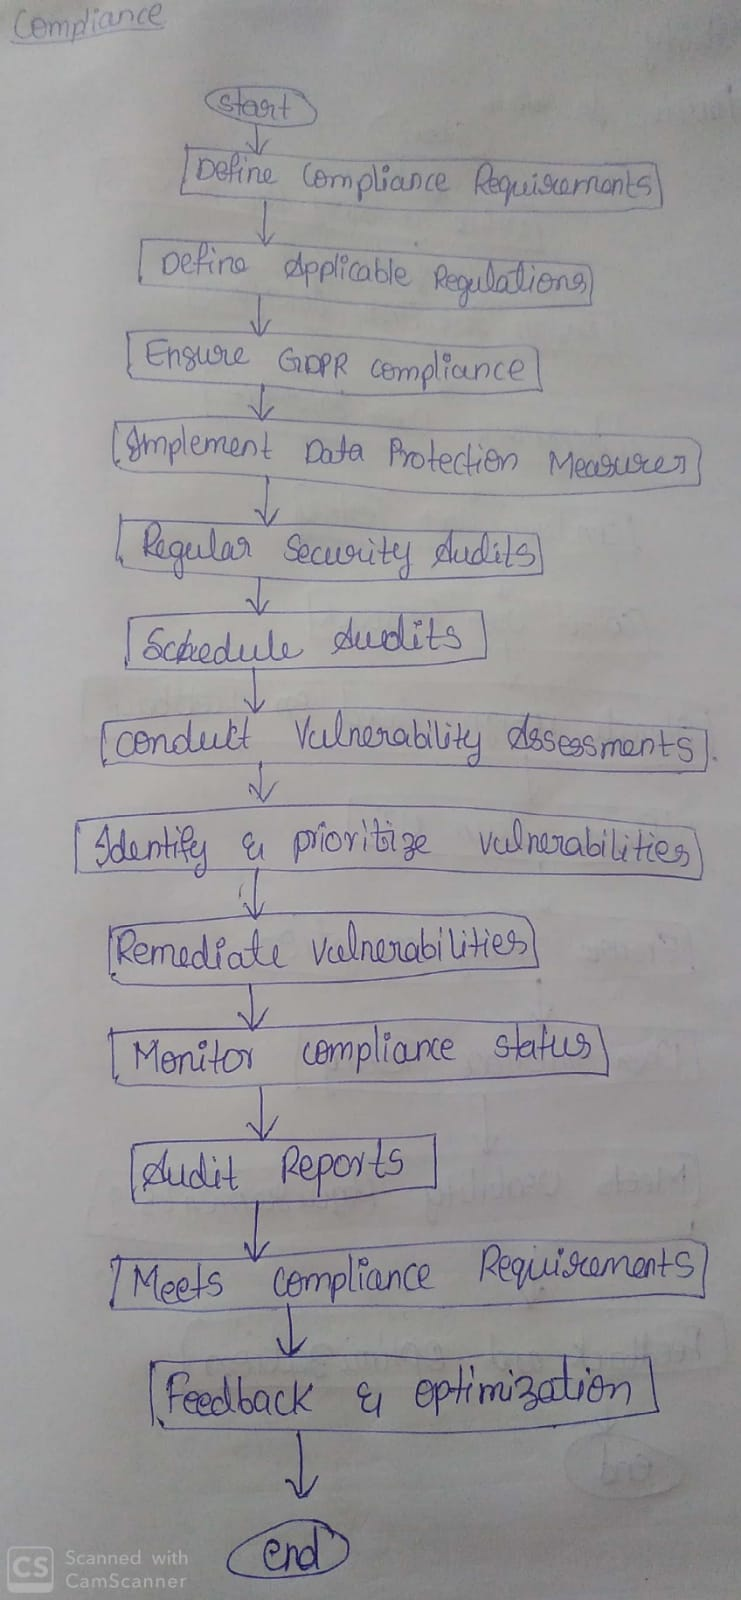 Compliance
Start
Define Compliance Requirements
Define Applicable Regulations
Ensure GDPR compliance
Implement Data Protection Measures
Regular Security Audits
Schedule Audits
conduct Vulnerability Assessments
Identify & prioritize vulnerabilities
Remediate vulnerabilities
Monitor compliance status
Audit Reports
Meets compliance Requirements
Feedback & optimization
end
CS Scanned with
CamScanner